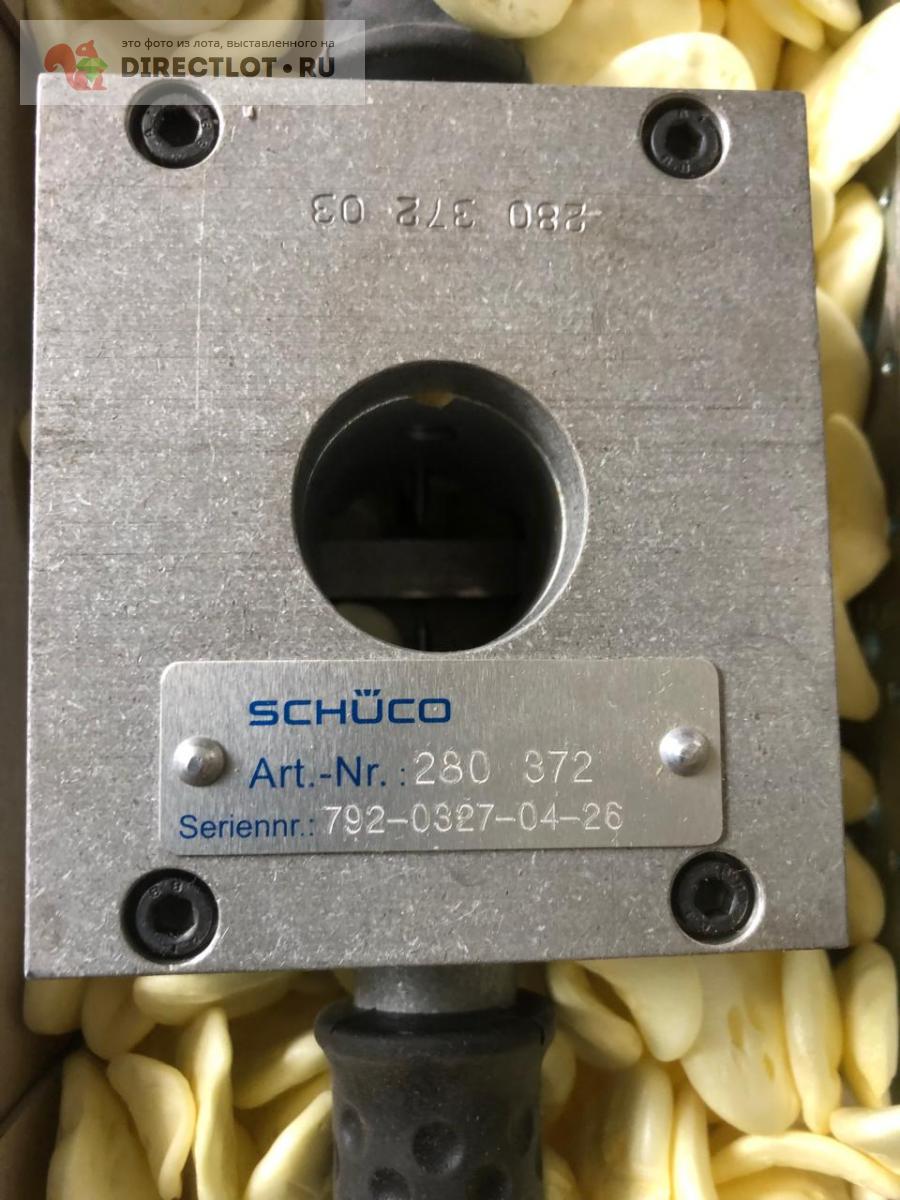 это фото из лота, выставленного на
DIRECTLOT.RU
280 372 03
SCHÜCO
Art.-Nr.: 280 372
Seriennr.: 792-0327-04-26